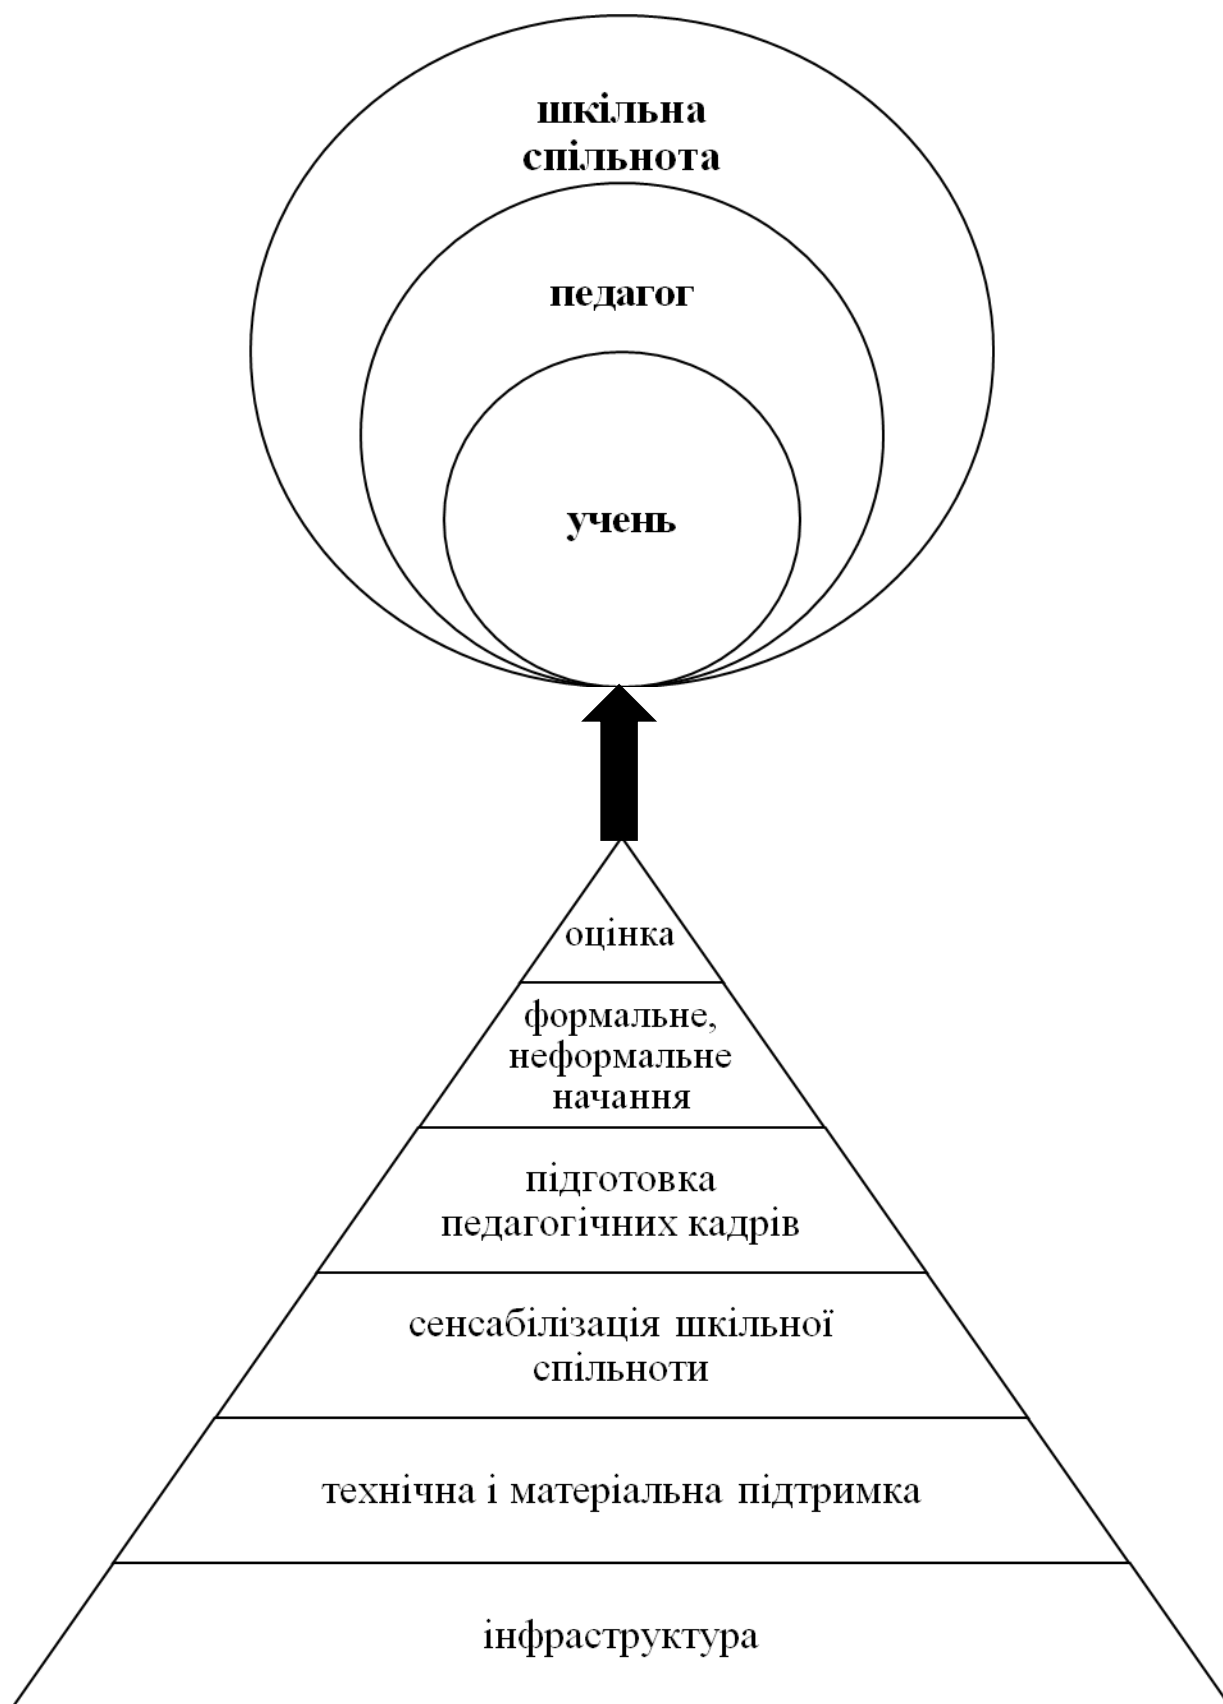 шкільна
спільнота
педагог
учень
оцінка
формальне,
неформальне
начання
підготовка
педагогічних кадрів
сенсабілізація шкільної
спільноти
технічна і матеріальна підтримка
інфраструктура